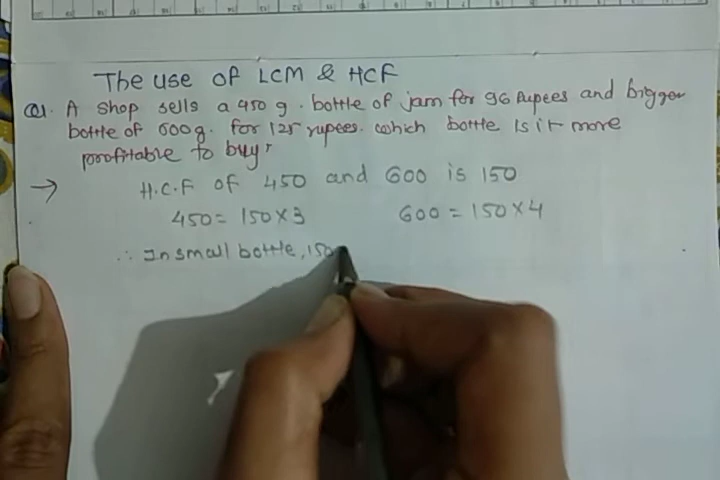 The use of LCM & HCF
Q1. A shop sells a 450 g. bottle of jam for 96 rupees and bigger
bottle of 600 g. for 125 rupees. which bottle is it more
profitable to buy?
→ H.C.F of 450 and 600 is 150
450 = 150 × 3 600 = 150 × 4
∴ In small bottle, 150